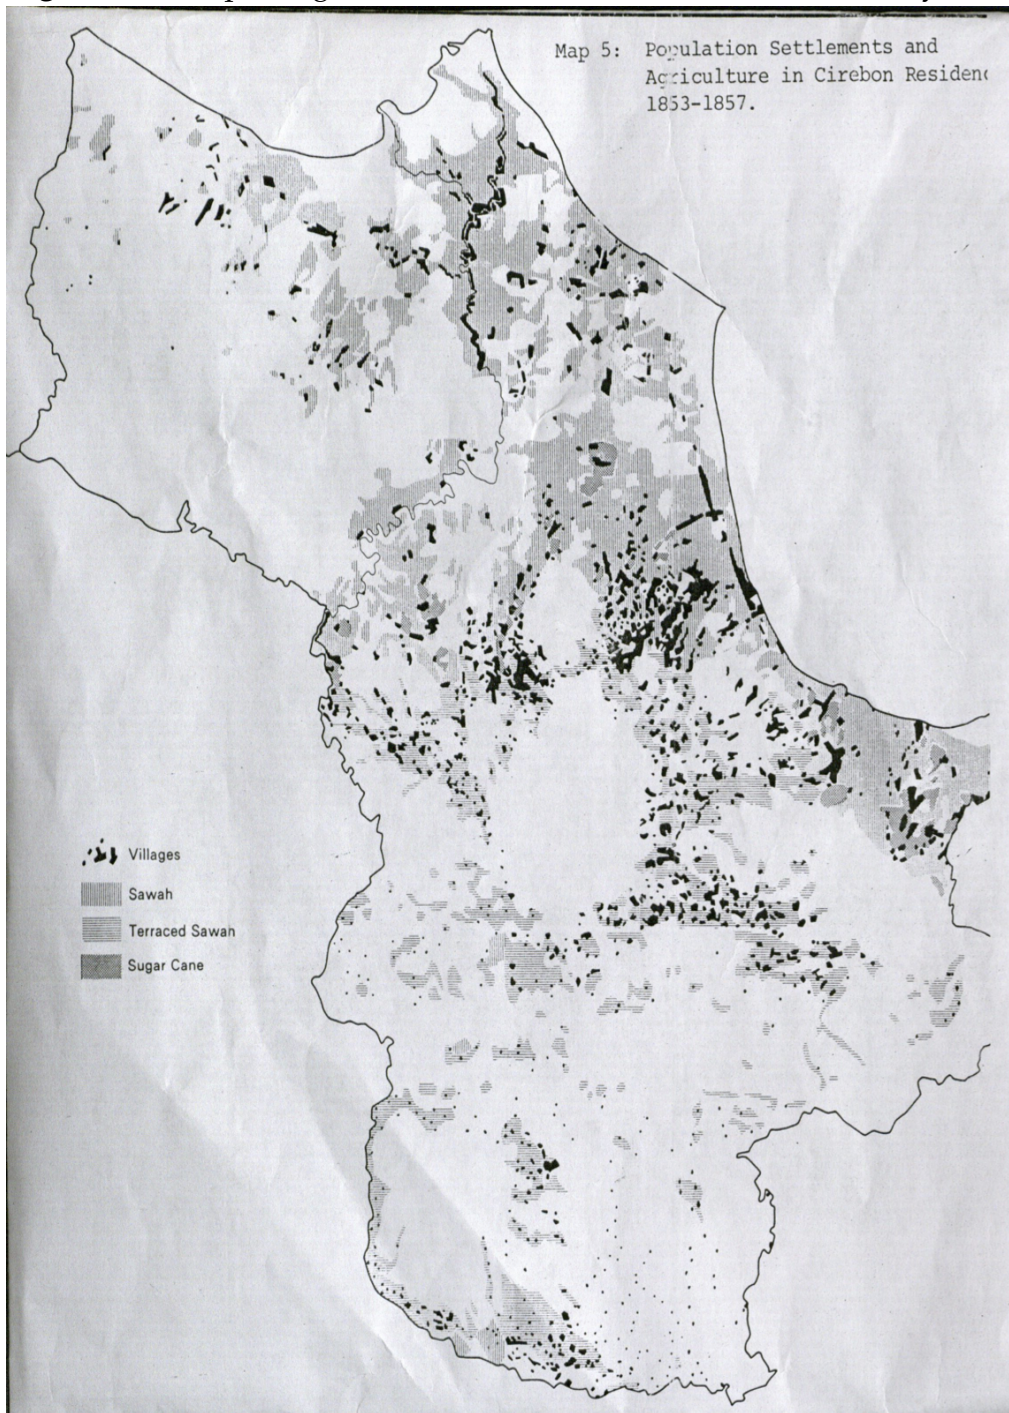 Map 5: Population Settlements and
Agriculture in Cirebon Residenc
1853-1857.
Villages
Sawah
Terraced Sawah
Sugar Cane